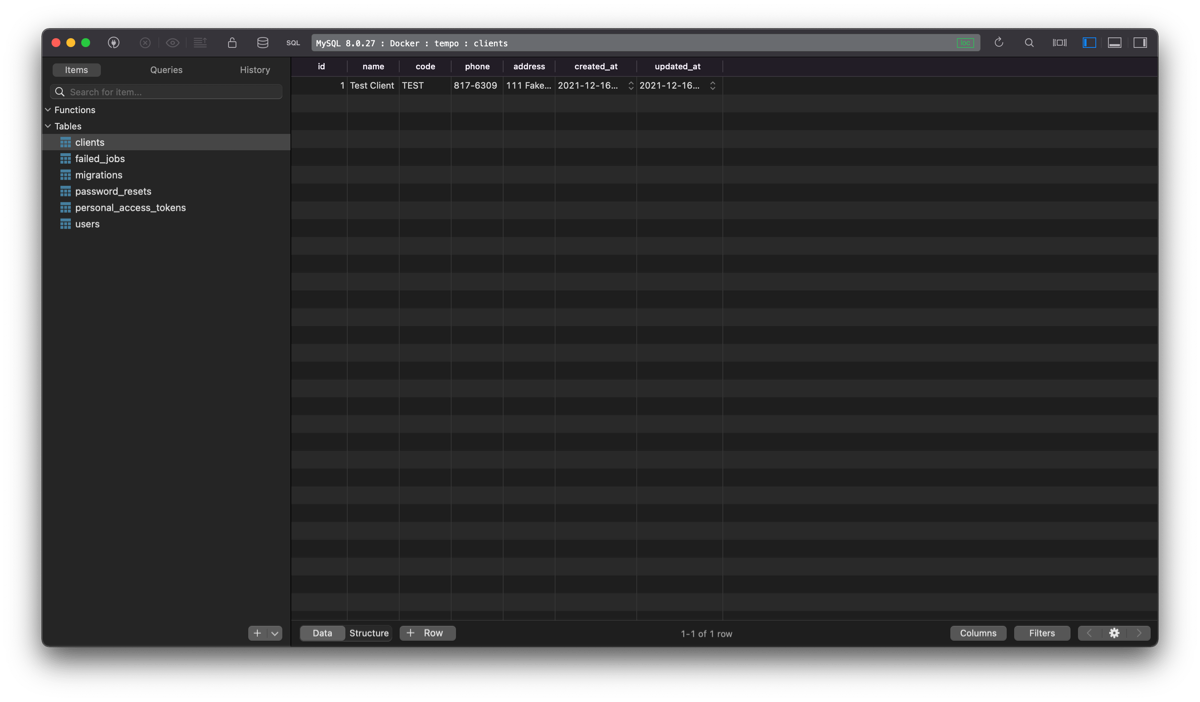 SQL MySQL 8.0.27 : Docker : tempo : clients
Items Queries History
Search for item...
Functions
Tables
clients
failed_jobs
migrations
password_resets
personal_access_tokens
users
id name code phone address created_at updated_at
1 Test Client TEST 817-6309 111 Fake... 2021-12-16... 2021-12-16...
+ Data Structure + Row 1-1 of 1 row Columns Filters